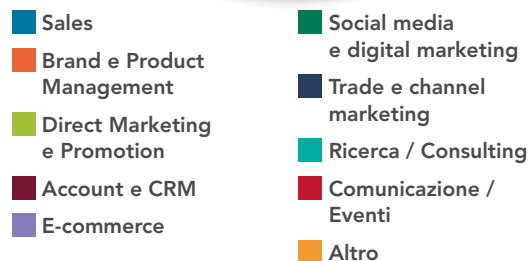 Sales
Brand e Product
Management
Direct Marketing
e Promotion
Account e CRM
E-commerce
Social media
e digital marketing
Trade e channel
marketing
Ricerca / Consulting
Comunicazione /
Eventi
Altro